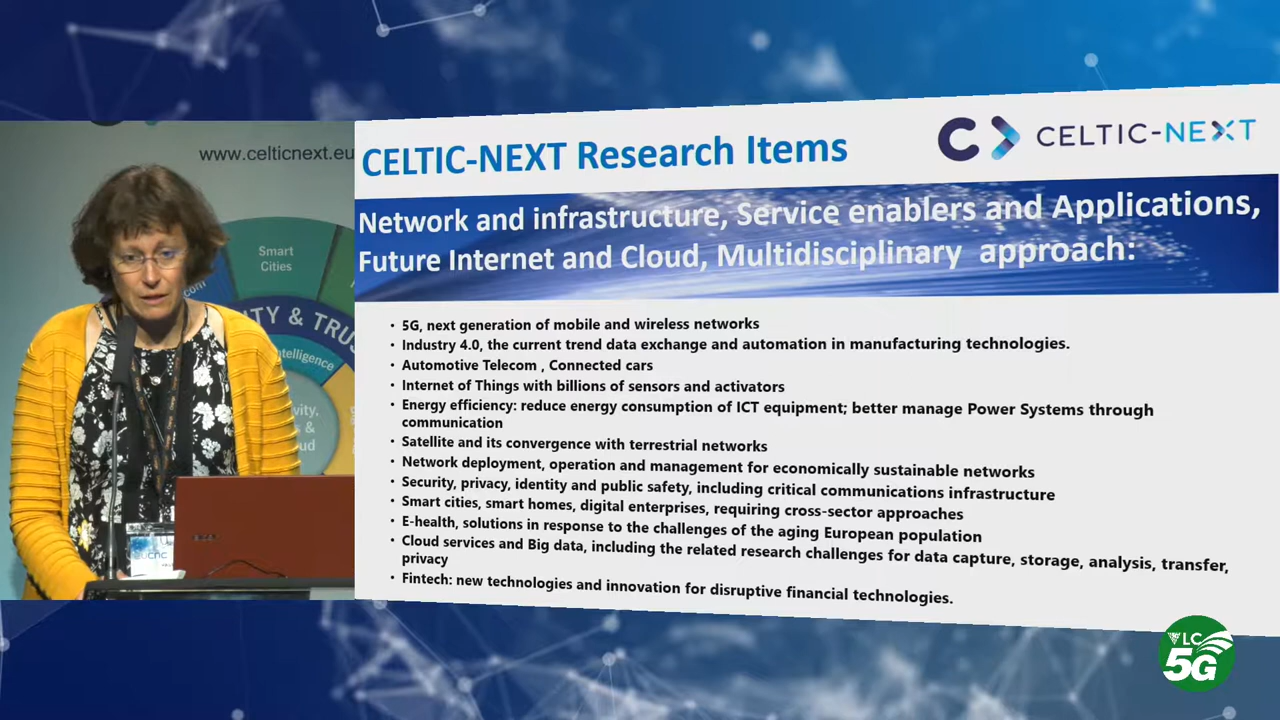 www.celticnext.eu
Smart
Cities
.com
ITY & TRUS
ntelligence
vity,
s &
oud
CELTIC-NEXT Research Items
CELTIC-NEXT
Network and infrastructure, Service enablers and Applications,
Future Internet and Cloud, Multidisciplinary approach:
• 5G, next generation of mobile and wireless networks
• Industry 4.0, the current trend data exchange and automation in manufacturing technologies.
• Automotive Telecom , Connected cars
• Internet of Things with billions of sensors and activators
• Energy efficiency: reduce energy consumption of ICT equipment; better manage Power Systems through
communication
• Satellite and its convergence with terrestrial networks
• Network deployment, operation and management for economically sustainable networks
• Security, privacy, identity and public safety, including critical communications infrastructure
• Smart cities, smart homes, digital enterprises, requiring cross-sector approaches
• E-health, solutions in response to the challenges of the aging European population
• Cloud services and Big data, including the related research challenges for data capture, storage, analysis, transfer,
privacy
• Fintech: new technologies and innovation for disruptive financial technologies.
VLC
5G